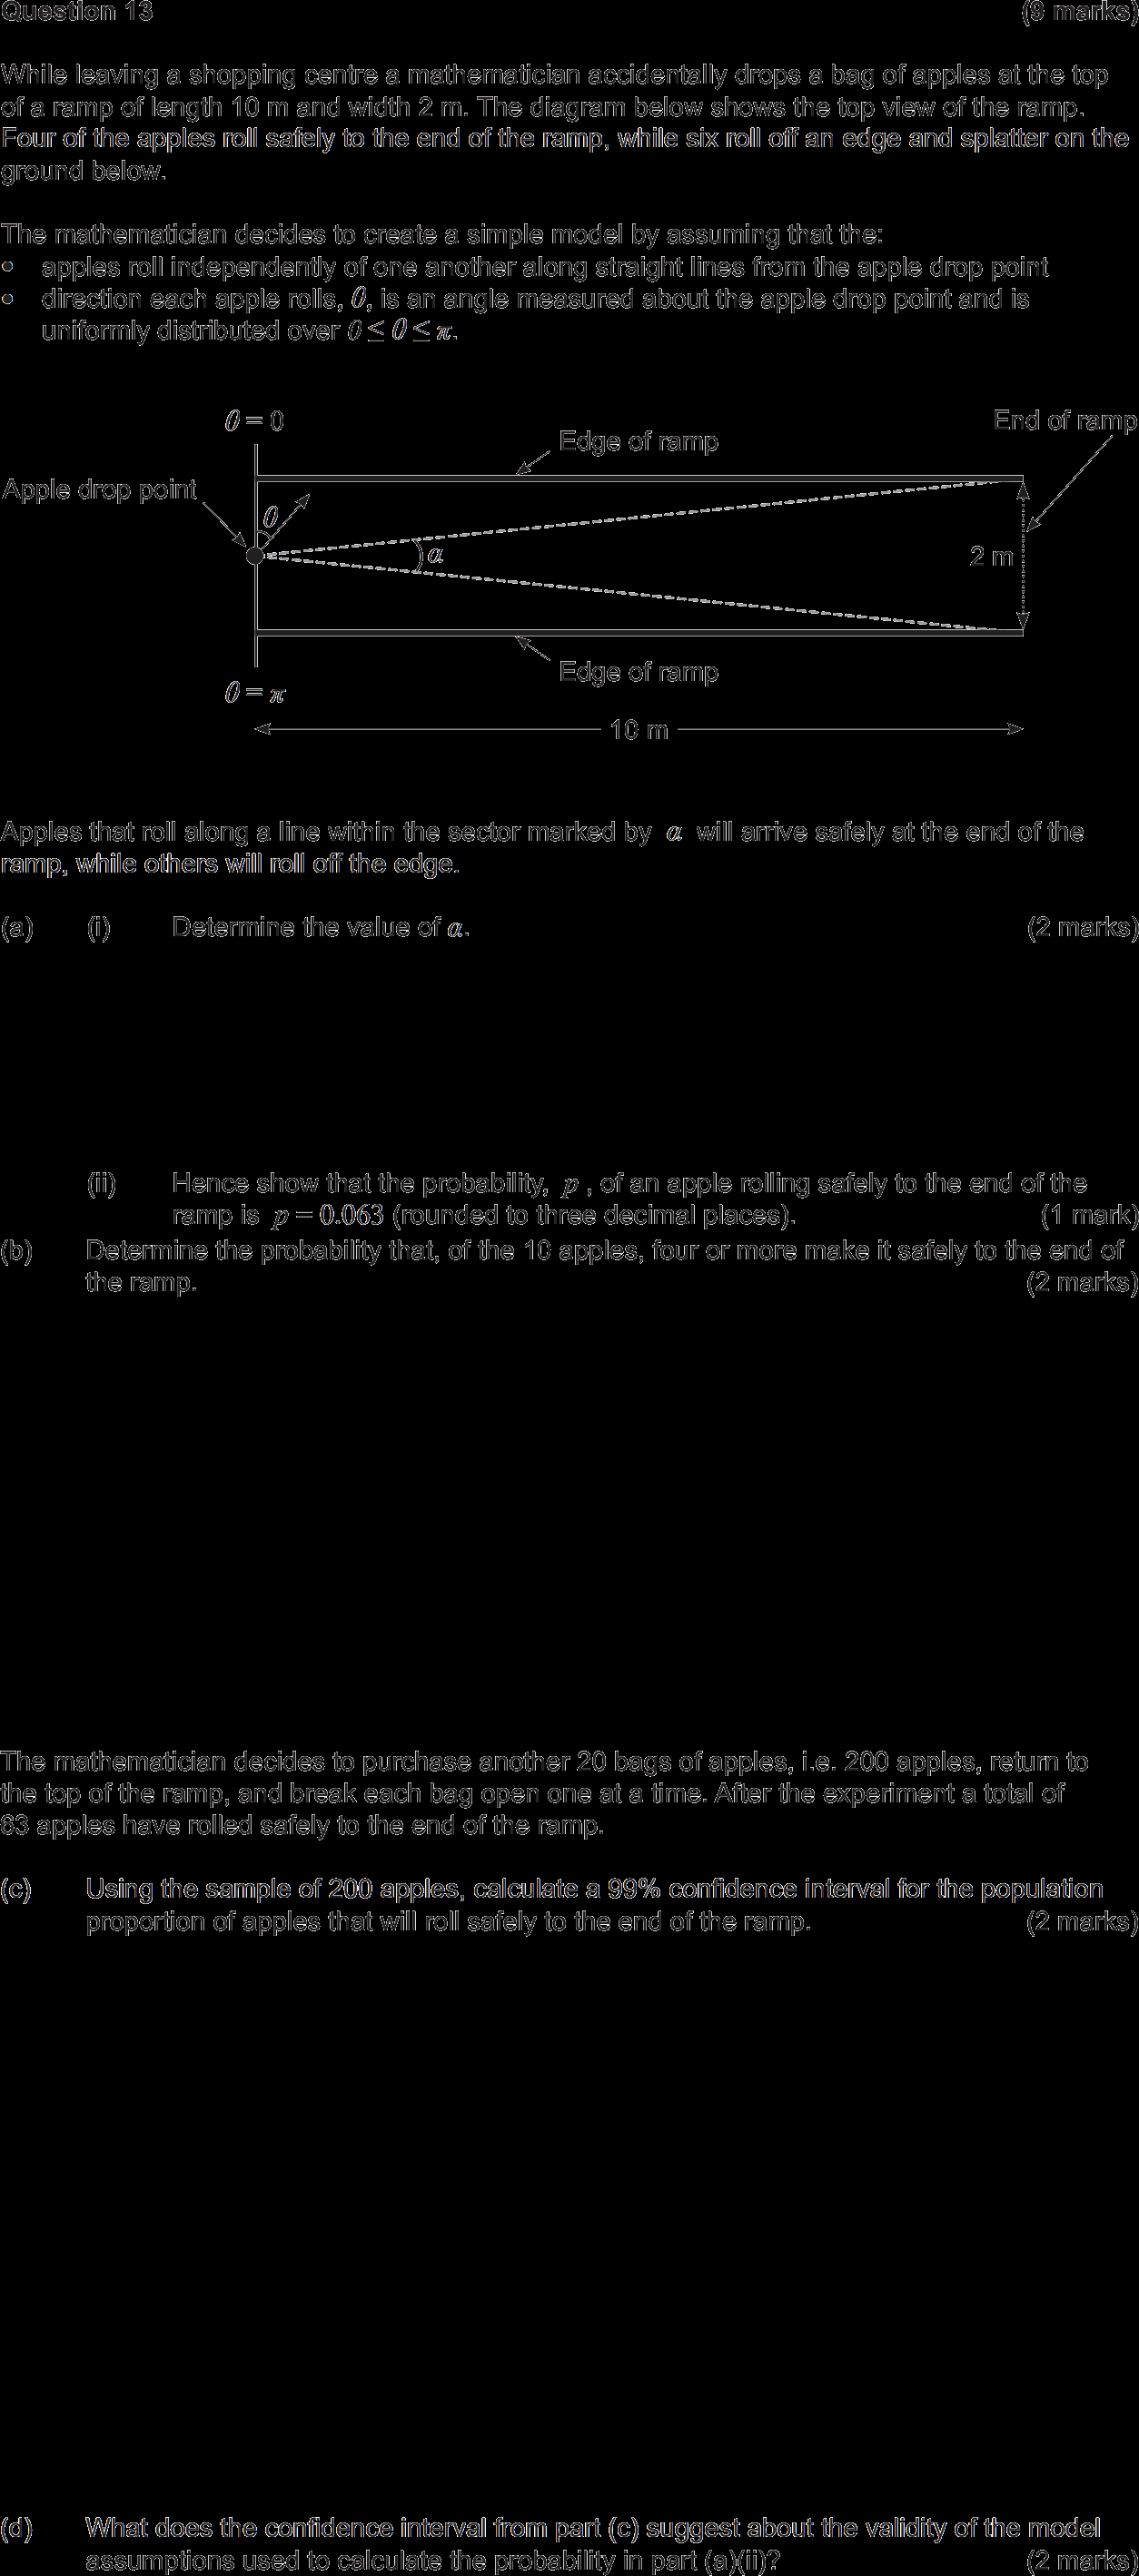 Question 13 (9 marks)
While leaving a shopping centre a mathematician accidentally drops a bag of apples at the top
of a ramp of length 10 m and width 2 m. The diagram below shows the top view of the ramp.
Four of the apples roll safely to the end of the ramp, while six roll off an edge and splatter on the
ground below.
The mathematician decides to create a simple model by assuming that the:
• apples roll independently of one another along straight lines from the apple drop point
• direction each apple rolls, θ, is an angle measured about the apple drop point and is
uniformly distributed over 0 ≤ θ ≤ π.
θ = 0
End of ramp
Edge of ramp
Apple drop point
θ
α
2 m
Edge of ramp
θ = π
10 m
Apples that roll along a line within the sector marked by α will arrive safely at the end of the
ramp, while others will roll off the edge.
(a) (i) Determine the value of α. (2 marks)
(ii) Hence show that the probability, p , of an apple rolling safely to the end of the
ramp is p = 0.063 (rounded to three decimal places). (1 mark)
(b) Determine the probability that, of the 10 apples, four or more make it safely to the end of
the ramp. (2 marks)
The mathematician decides to purchase another 20 bags of apples, i.e. 200 apples, return to
the top of the ramp, and break each bag open one at a time. After the experiment a total of
83 apples have rolled safely to the end of the ramp.
(c) Using the sample of 200 apples, calculate a 99% confidence interval for the population
proportion of apples that will roll safely to the end of the ramp. (2 marks)
(d) What does the confidence interval from part (c) suggest about the validity of the model
assumptions used to calculate the probability in part (a)(ii)? (2 marks)